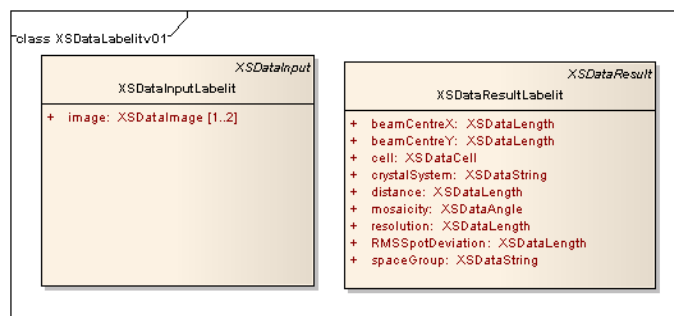 class XSDataLabelitv01
XSDataInput
XSDataInputLabelit
+ image: XSDataImage [1..2]
XSDataResult
XSDataResultLabelit
+ beamCentreX: XSDataLength
+ beamCentreY: XSDataLength
+ cell: XSDataCell
+ crystalSystem: XSDataString
+ distance: XSDataLength
+ mosaicity: XSDataAngle
+ resolution: XSDataLength
+ RMSSpotDeviation: XSDataLength
+ spaceGroup: XSDataString